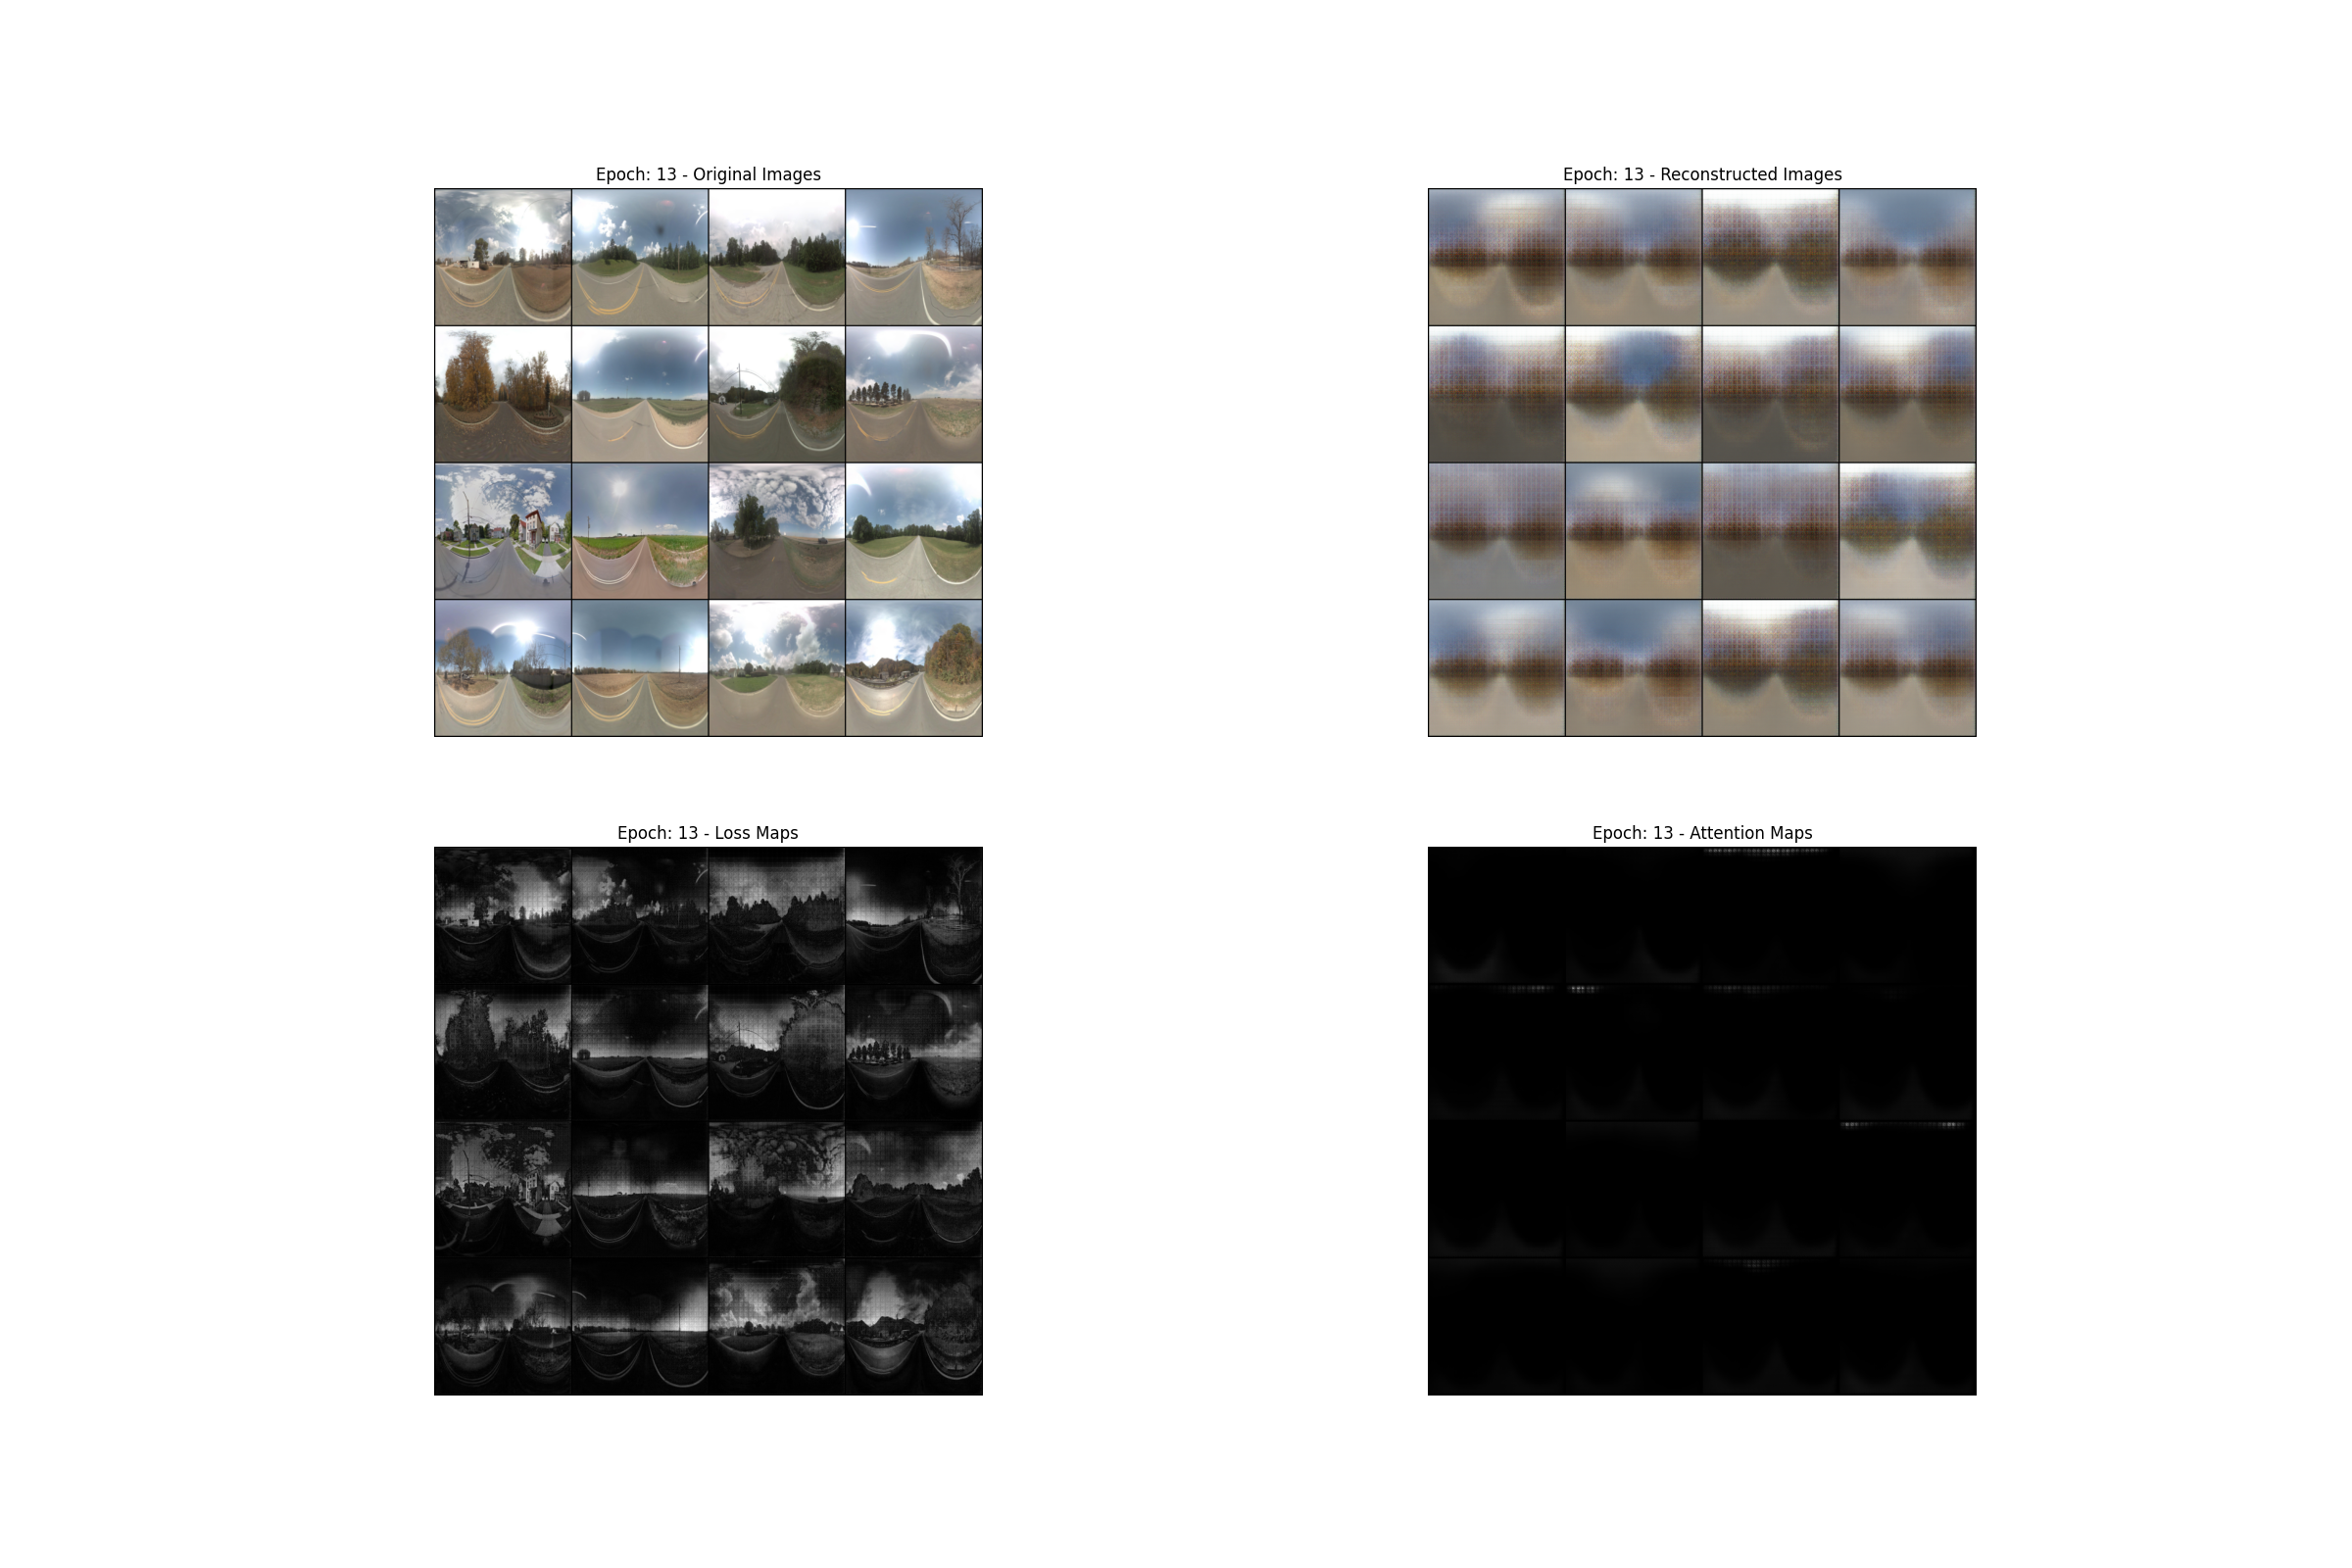 Epoch: 13 - Original Images
Epoch: 13 - Reconstructed Images
Epoch: 13 - Loss Maps
Epoch: 13 - Attention Maps